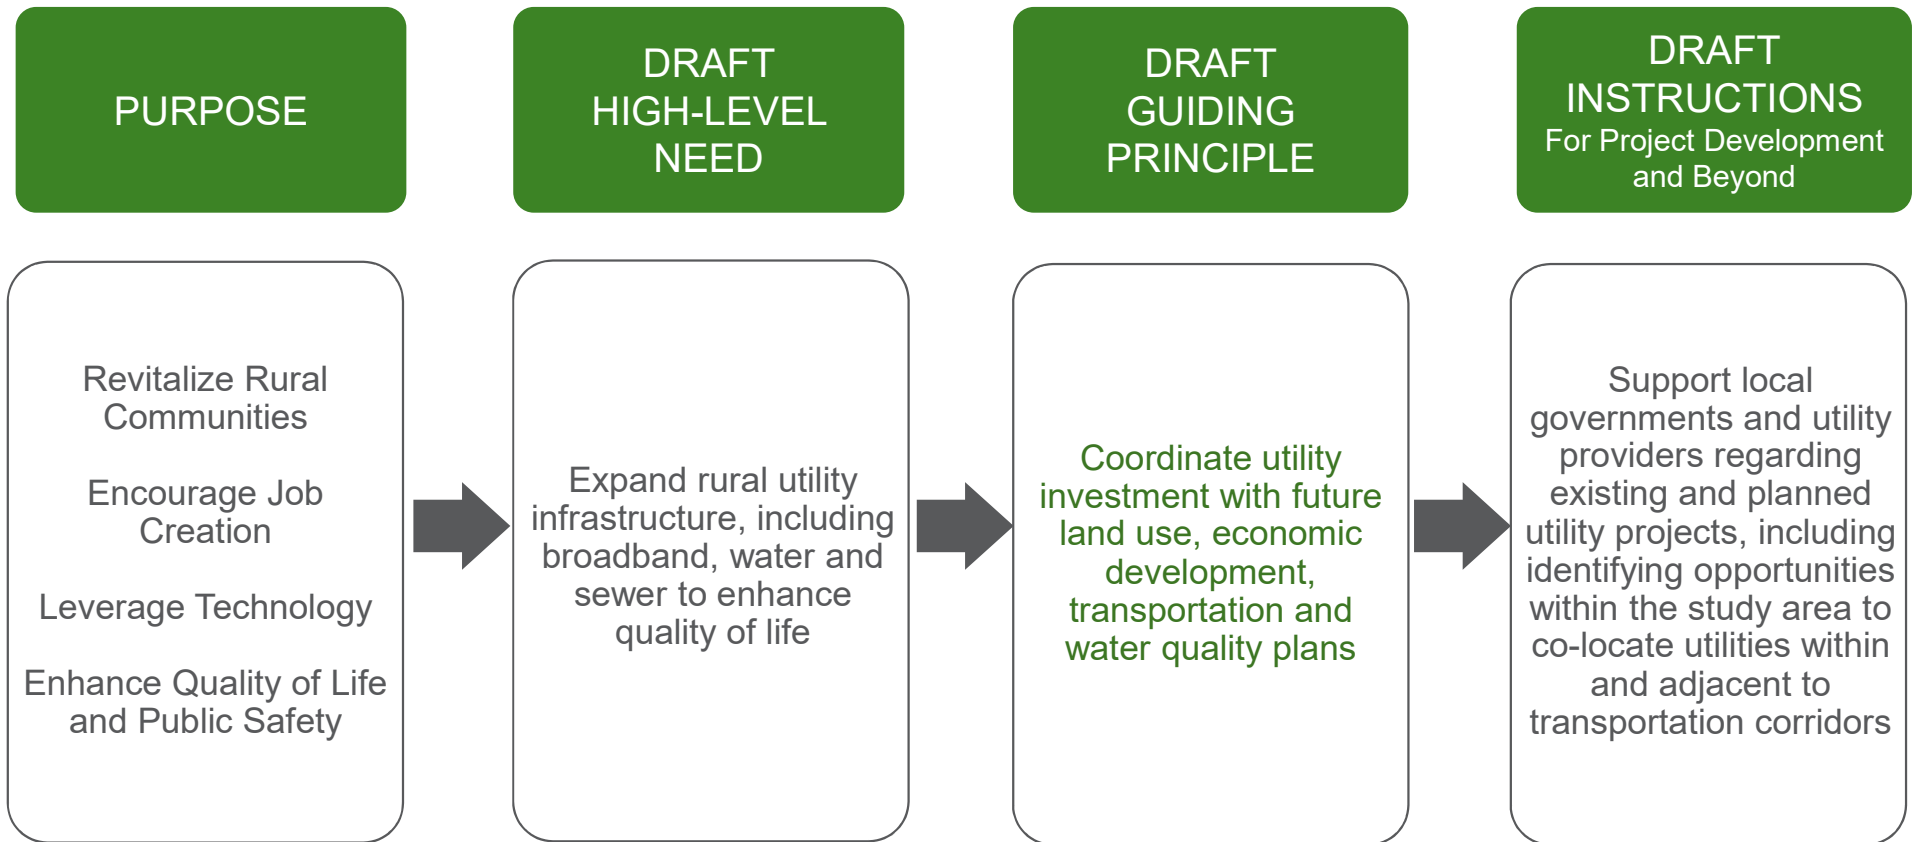 PURPOSE
DRAFT
HIGH-LEVEL
NEED
DRAFT
GUIDING
PRINCIPLE
DRAFT
INSTRUCTIONS
For Project Development
and Beyond
Revitalize Rural
Communities
Encourage Job
Creation
Leverage Technology
Enhance Quality of Life
and Public Safety
Expand rural utility
infrastructure, including
broadband, water and
sewer to enhance
quality of life
Coordinate utility
investment with future
land use, economic
development,
transportation and
water quality plans
Support local
governments and utility
providers regarding
existing and planned
utility projects, including
identifying opportunities
within the study area to
co-locate utilities within
and adjacent to
transportation corridors